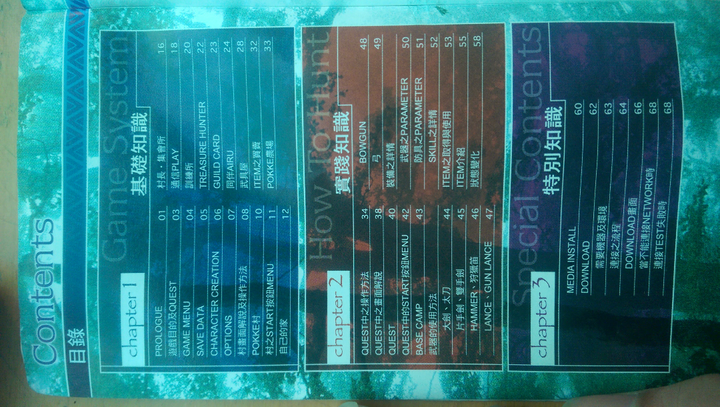 Contents
目錄
Game System
chapter 1
基礎知識
PROLOGUE 01
遊戲目的及QUEST 03
GAME MENU 04
SAVE DATA 05
CHARACTER CREATION 06
OPTIONS 07
村畫面解說及操作方法 08
POKKE村 10
村之START按鈕MENU 11
自己的家 12
村長・集會所 16
通信PLAY 18
訓練所 20
TREASURE HUNTER 22
GUILD CARD 23
同伴AIRU 24
武具屋 28
ITEM之買賣 32
POKKE農場 33
How To Hunt
chapter 2
實踐知識
QUEST中之操作方法 34
QUEST中之畫面解說 38
QUEST 40
QUEST中的START按鈕MENU 42
BASE CAMP 43
武器的使用方法
大劍、太刀 44
片手劍、雙手劍 45
HAMMER、狩獵笛 46
LANCE、GUN LANCE 47
BOWGUN 48
弓 49
裝備之詳情
武器之PARAMETER 50
防具之PARAMETER 51
SKILL之詳情 52
ITEM之取得與使用 53
ITEM介紹 55
狀態變化 58
Special Contents
chapter 3
特別知識
MEDIA INSTALL 60
DOWNLOAD 62
需要機器及環境 63
連接之流程 64
DOWNLOAD畫面 66
當不能連接NETWORK時 68
連接TEST失敗時 68